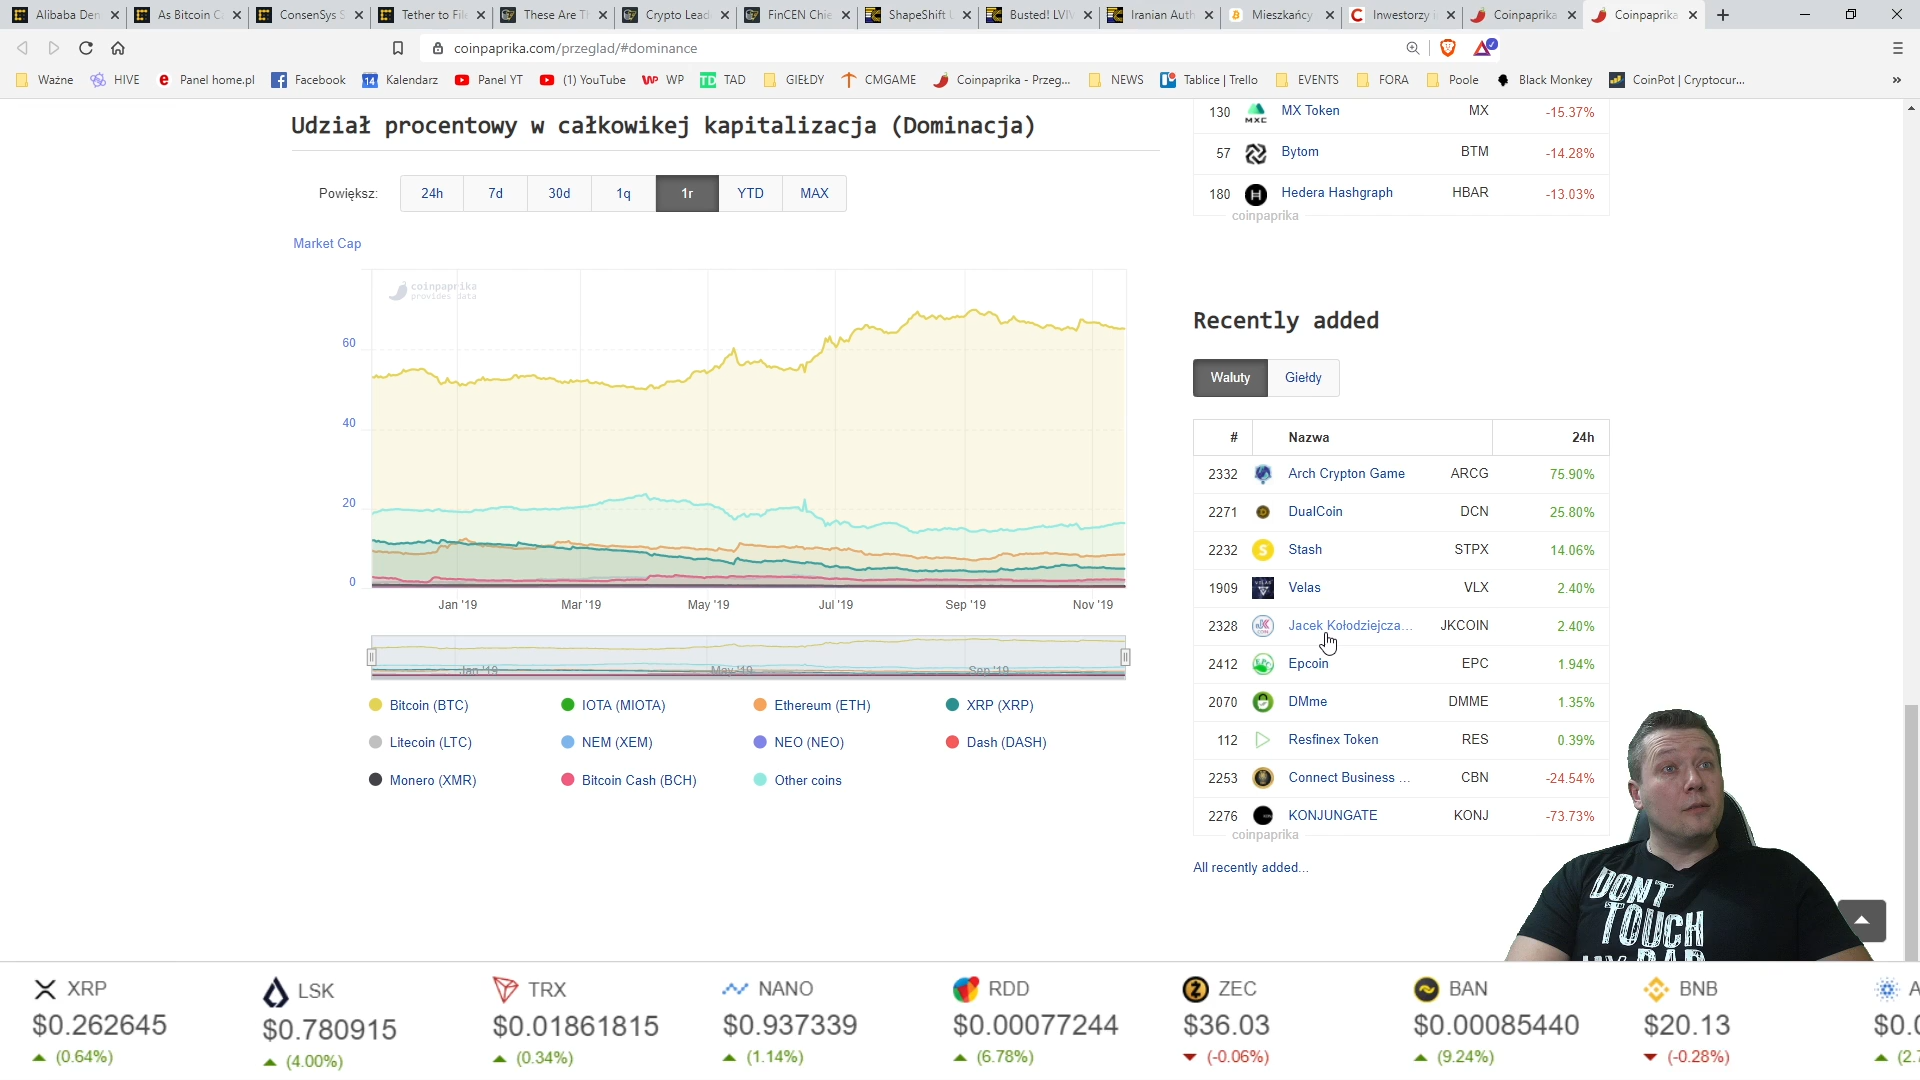 Alibaba Den
As Bitcoin C
ConsenSys S
Tether to File
These Are Th
Crypto Lead
FinCEN Chie
ShapeShift L
Busted! LVIV
Iranian Auth
Mieszkańcy
Inwestorzy i
Coinpaprika
Coinpaprika
coinpaprika.com/przeglad/#dominance
Ważne
HIVE
Panel home.pl
Facebook
Kalendarz
Panel YT
(1) YouTube
WP
TAD
GIEŁDY
CMGAME
Coinpaprika - Przeg...
NEWS
Tablice | Trello
EVENTS
FORA
Poole
Black Monkey
CoinPot | Cryptocur...
»
Udział procentowy w całkowikej kapitalizacja (Dominacja)
Powiększ:
24h
7d
30d
1q
1r
YTD
MAX
Market Cap
coinpaprika
provides data
60
40
20
0
Jan '19
Mar '19
May '19
Jul '19
Sep '19
Nov '19
Jan '19
May '19
Sep '19
Bitcoin (BTC)
IOTA (MIOTA)
Ethereum (ETH)
XRP (XRP)
Litecoin (LTC)
NEM (XEM)
NEO (NEO)
Dash (DASH)
Monero (XMR)
Bitcoin Cash (BCH)
Other coins
130 MX Token MX -15.37%
57 Bytom BTM -14.28%
180 Hedera Hashgraph HBAR -13.03%
coinpaprika
Recently added
Waluty
Giełdy
# Nazwa 24h
2332 Arch Crypton Game ARCG 75.90%
2271 DualCoin DCN 25.80%
2232 Stash STPX 14.06%
1909 Velas VLX 2.40%
2328 Jacek Kołodziejcza... JKCOIN 2.40%
2412 Epcoin EPC 1.94%
2070 DMme DMME 1.35%
112 Resfinex Token RES 0.39%
2253 Connect Business ... CBN -24.54%
2276 KONJUNGATE KONJ -73.73%
coinpaprika
All recently added...
DONT
TOUCH
XRP
$0.262645
(0.64%)
LSK
$0.780915
(4.00%)
TRX
$0.01861815
(0.34%)
NANO
$0.937339
(1.14%)
RDD
$0.00077244
(6.78%)
ZEC
$36.03
(-0.06%)
BAN
$0.00085440
(9.24%)
BNB
$20.13
(-0.28%)